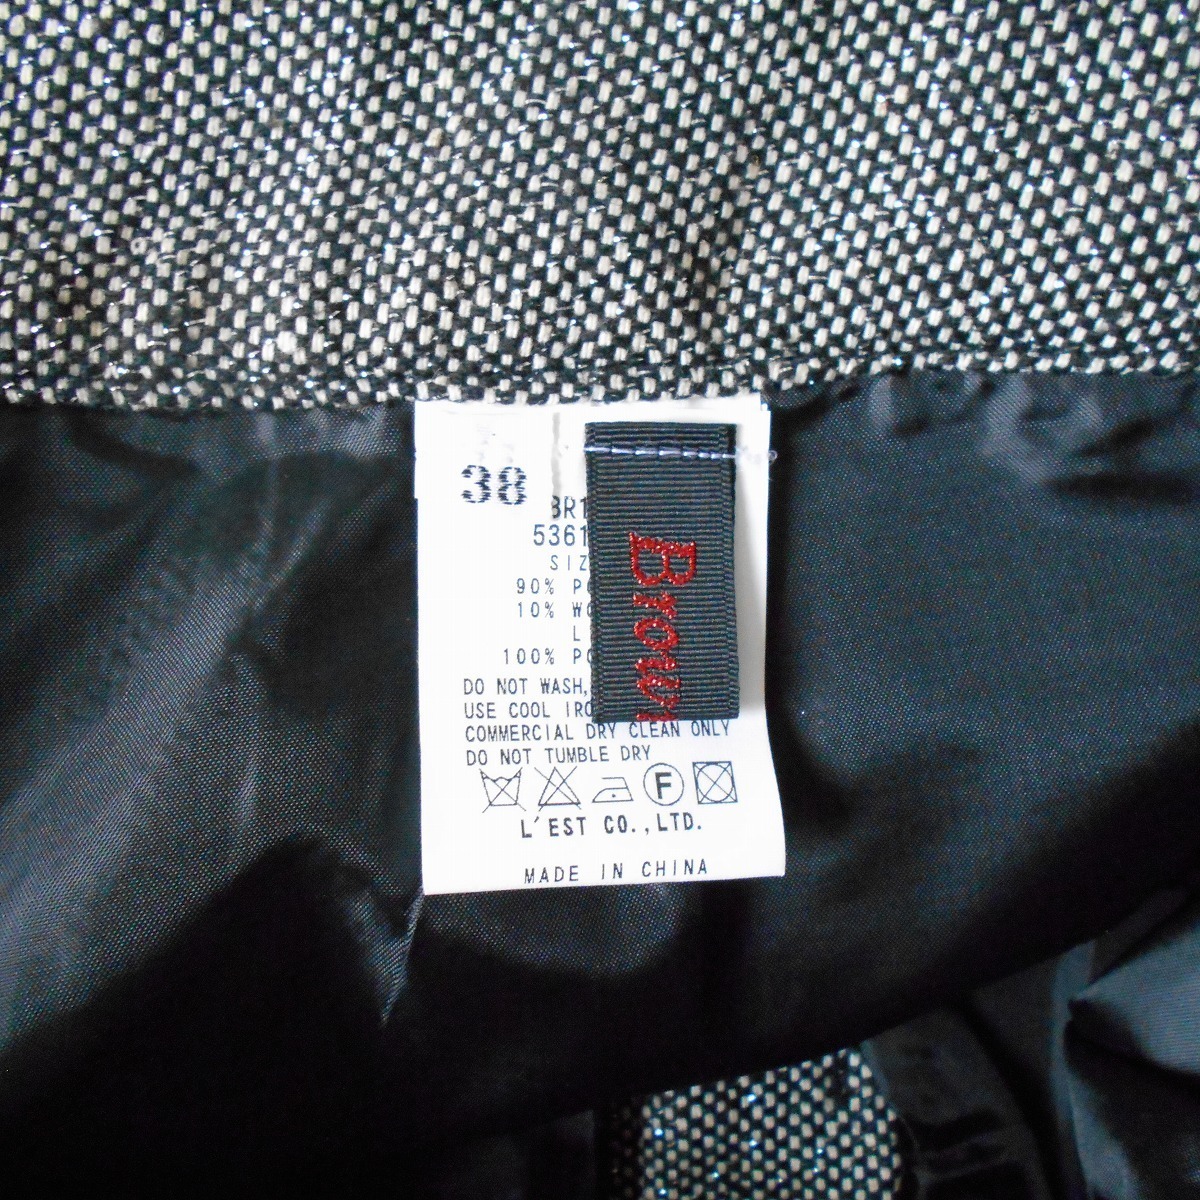 38
BR1
5361
SIZ
90% PO
10% WO
L
100% PO
DO NOT WASH,
USE COOL IRO
COMMERCIAL DRY CLEAN ONLY
DO NOT TUMBLE DRY
F
L'EST CO.,LTD.
MADE IN CHINA
Brow